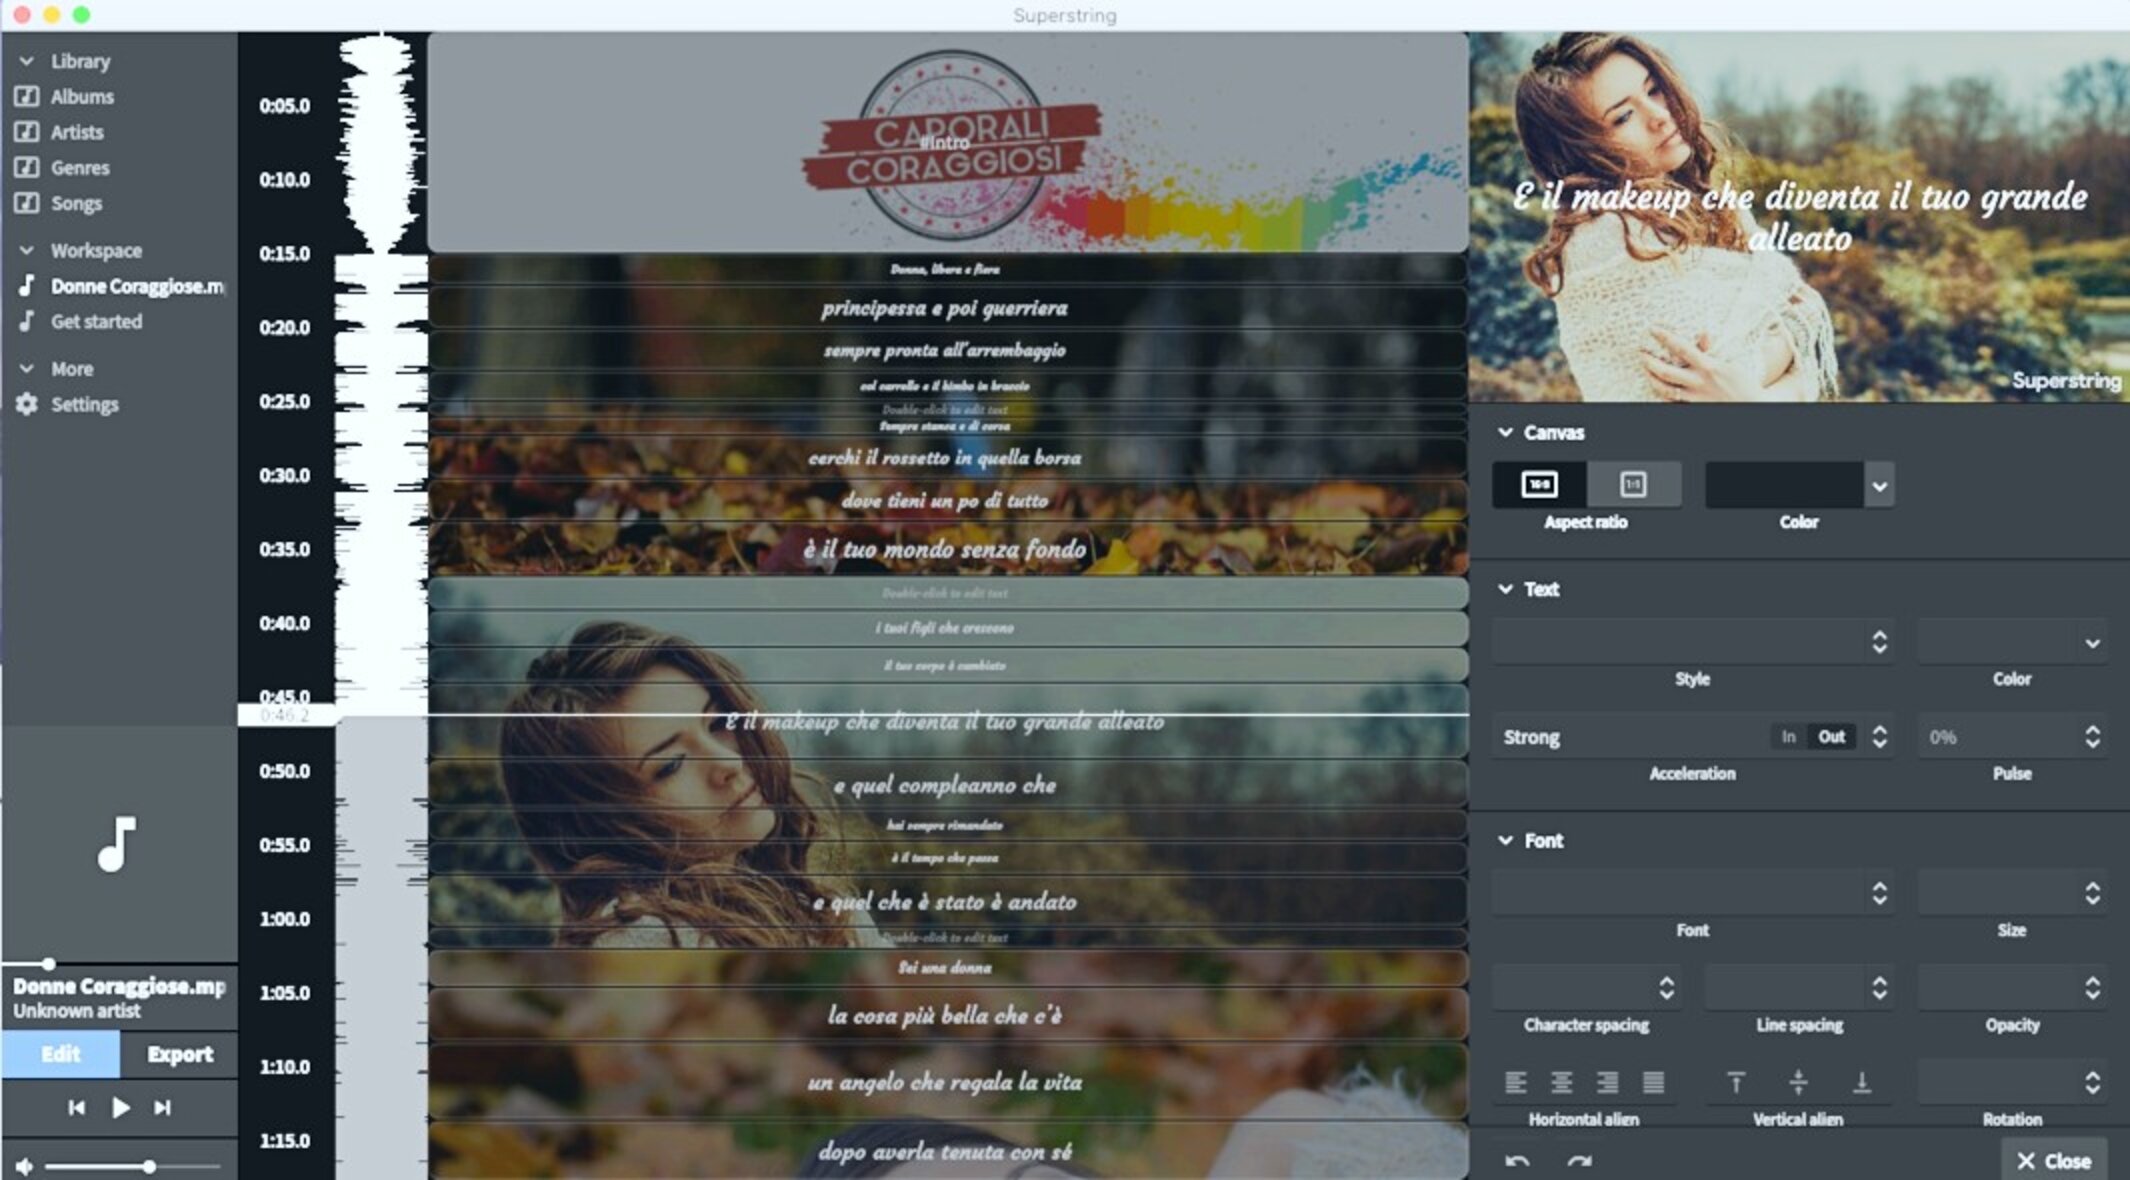 Superstring
Library
Albums
Artists
Genres
Songs
Workspace
Donne Coraggiose.m
Get started
More
Settings
Donne Coraggiose.mp
Unknown artist
Edit
Export
0:05.0
0:10.0
0:15.0
0:20.0
0:25.0
0:30.0
0:35.0
0:40.0
0:45.0
0:46.2
0:50.0
0:55.0
1:00.0
1:05.0
1:10.0
1:15.0
CAPORALI
#Intro
CORAGGIOSI
Donna, libera e fiera
principessa e poi guerriera
sempre pronta all'arrembaggio
col carrello e il bimbo in braccio
Double-click to edit text
Sempre stanca e di corsa
cerchi il rossetto in quella borsa
dove tieni un po di tutto
è il tuo mondo senza fondo
Double-click to edit text
i tuoi figli che crescono
il tuo corpo è cambiato
E il makeup che diventa il tuo grande alleato
e quel compleanno che
hai sempre rimandato
è il tempo che passa
e quel che è stato è andato
Double-click to edit text
Sei una donna
la cosa più bella che c'è
un angelo che regala la vita
dopo averla tenuta con sé
E il makeup che diventa il tuo grande
alleato
Superstring
Canvas
16:9
1:1
Aspect ratio
Color
Text
Style
Color
Strong
In
Out
0%
Acceleration
Pulse
Font
Font
Size
Character spacing
Line spacing
Opacity
Horizontal align
Vertical align
Rotation
Close